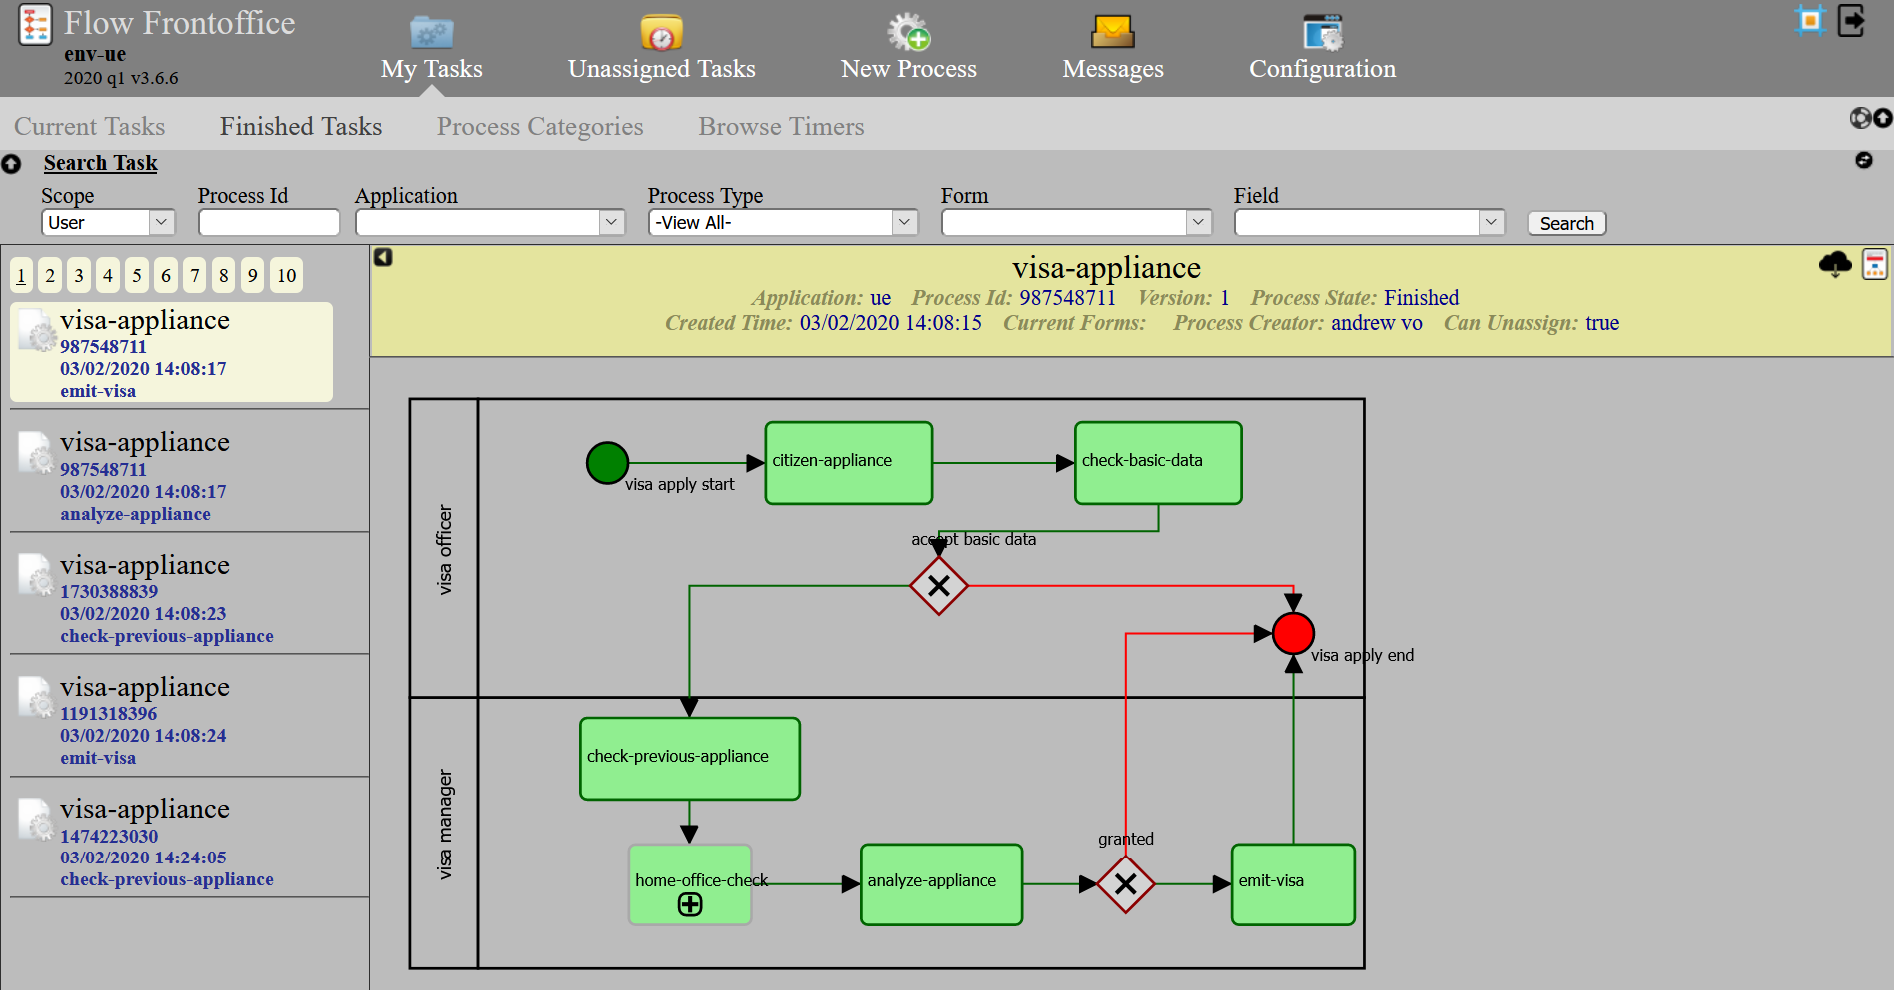 Flow Frontoffice
env-ue
2020 q1 v3.6.6
My Tasks
Unassigned Tasks
New Process
Messages
Configuration
Current Tasks
Finished Tasks
Process Categories
Browse Timers
Search Task
Scope
Process Id
Application
Process Type
Form
Field
User
-View All-
Search
1 2 3 4 5 6 7 8 9 10
visa-appliance
987548711
03/02/2020 14:08:17
emit-visa
visa-appliance
987548711
03/02/2020 14:08:17
analyze-appliance
visa-appliance
1730388839
03/02/2020 14:08:23
check-previous-appliance
visa-appliance
1191318396
03/02/2020 14:08:24
emit-visa
visa-appliance
1474223030
03/02/2020 14:24:05
check-previous-appliance
visa-appliance
Application: ue Process Id: 987548711 Version: 1 Process State: Finished
Created Time: 03/02/2020 14:08:15 Current Forms: Process Creator: andrew vo Can Unassign: true
visa officer
visa apply start
citizen-appliance
check-basic-data
accept basic data
visa apply end
visa manager
check-previous-appliance
granted
home-office-check
analyze-appliance
emit-visa